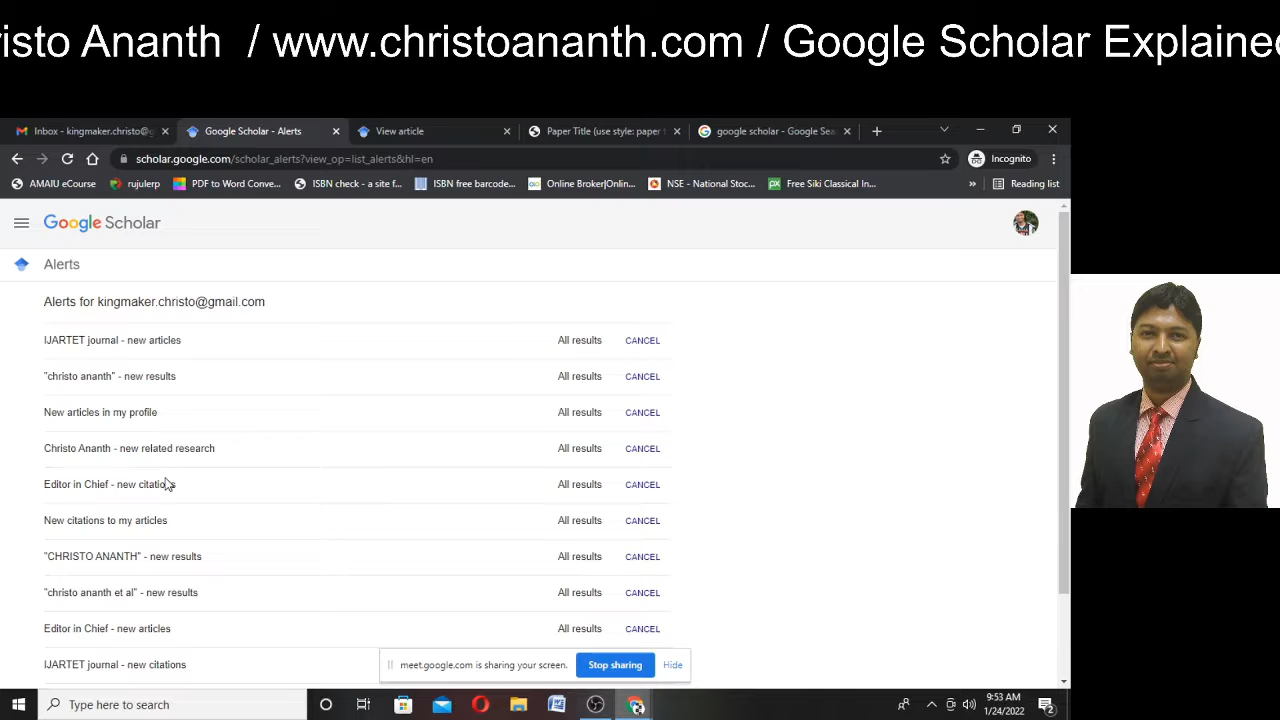 risto Ananth / www.christoananth.com / Google Scholar Explaine
Inbox - kingmaker.christo@g
Google Scholar - Alerts
View article
Paper Title (use style: paper t
google scholar - Google Sea
scholar.google.com/scholar_alerts?view_op=list_alerts&hl=en
Incognito
AMAIU eCourse
rujulerp
PDF to Word Conve...
ISBN check - a site f...
ISBN free barcode...
Online Broker|Onlin...
NSE - National Stoc...
Free Siki Classical In...
»
Reading list
Google Scholar
Alerts
Alerts for kingmaker.christo@gmail.com
IJARTET journal - new articles All results CANCEL
"christo ananth" - new results All results CANCEL
New articles in my profile All results CANCEL
Christo Ananth - new related research All results CANCEL
Editor in Chief - new citations All results CANCEL
New citations to my articles All results CANCEL
"CHRISTO ANANTH" - new results All results CANCEL
"christo ananth et al" - new results All results CANCEL
Editor in Chief - new articles All results CANCEL
IJARTET journal - new citations
meet.google.com is sharing your screen. Stop sharing Hide
Type here to search
9:53 AM
1/24/2022
2